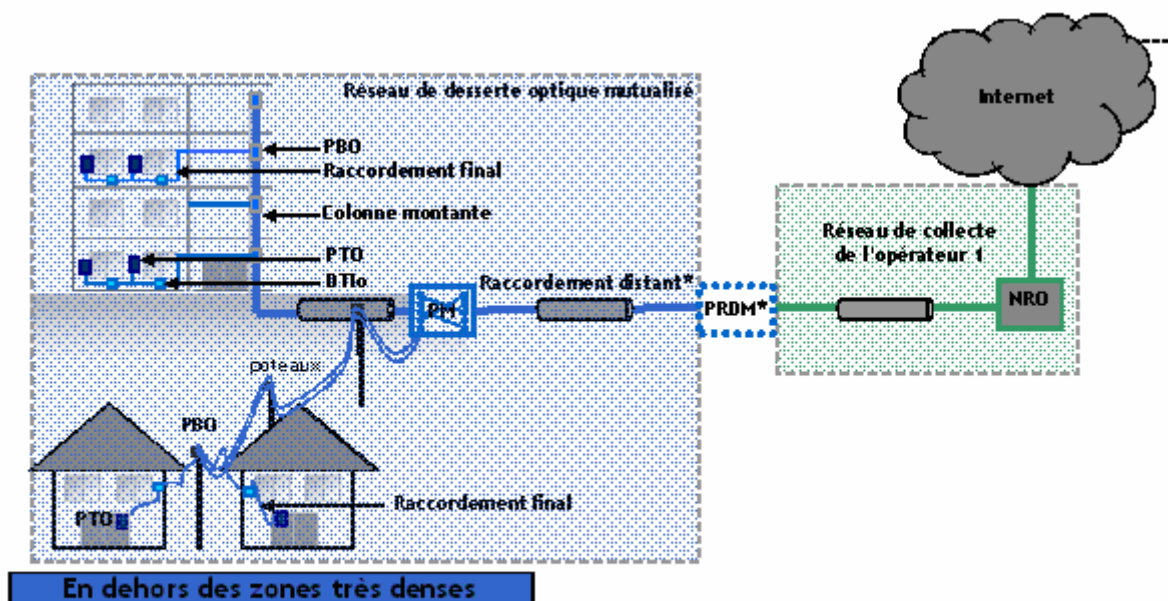 Réseau de desserte optique mutualisé
Internet
PBO
Raccordement final
Colonne montante
PTO
DTIo
Réseau de collecte
de l'opérateur 1
Raccordement distant*
PM
PRDM*
NRO
poteaux
PBO
PTO
Raccordement final
En dehors des zones très denses